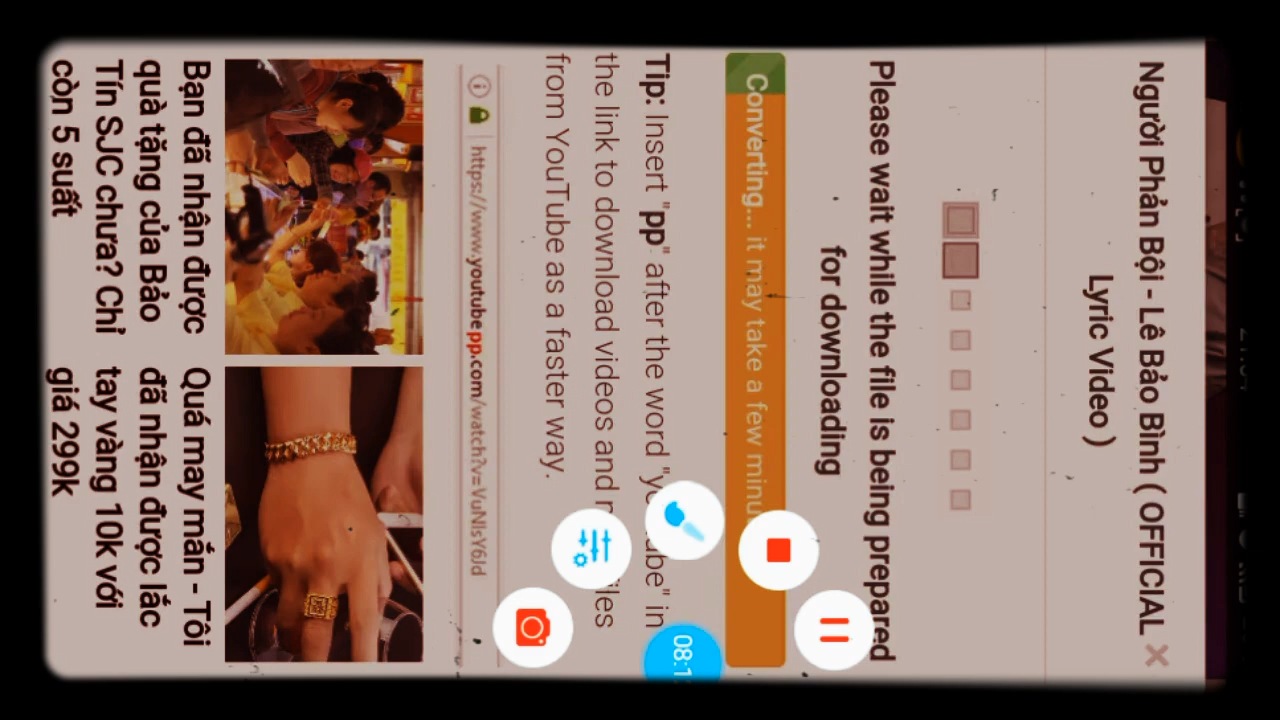 Người Phản Bội - Lê Bảo Bình ( OFFICIAL ×
Lyric Video )
Please wait while the file is being prepared
for downloading
Converting... it may take a few
Tip: Insert "pp" after the word in
the link to download videos and
from YouTube as a faster way.
https://www.youtubepp.com/watch?v=
Bạn đã nhận được
quà tặng của Bảo
Tín SJC chưa? Chỉ
còn 5 suất
Quá may mắn - Tôi
đã nhận được lắc
tay vàng 10k với
giá 299k